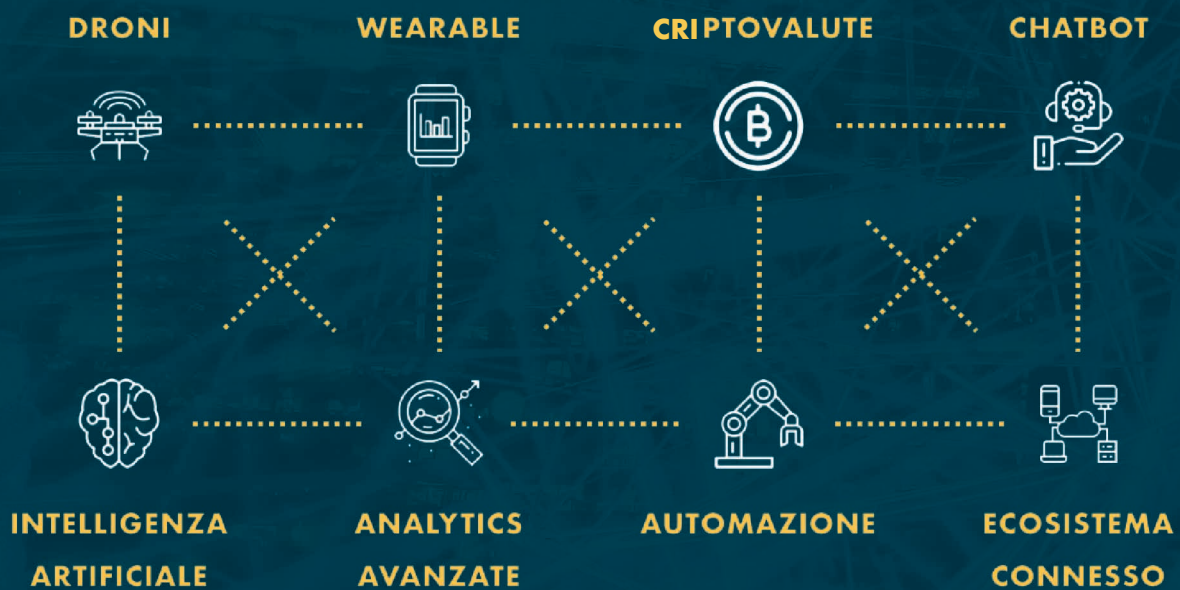 DRONI
WEARABLE
CRIPTOVALUTE
CHATBOT
INTELLIGENZA
ARTIFICIALE
ANALYTICS
AVANZATE
AUTOMAZIONE
ECOSISTEMA
CONNESSO